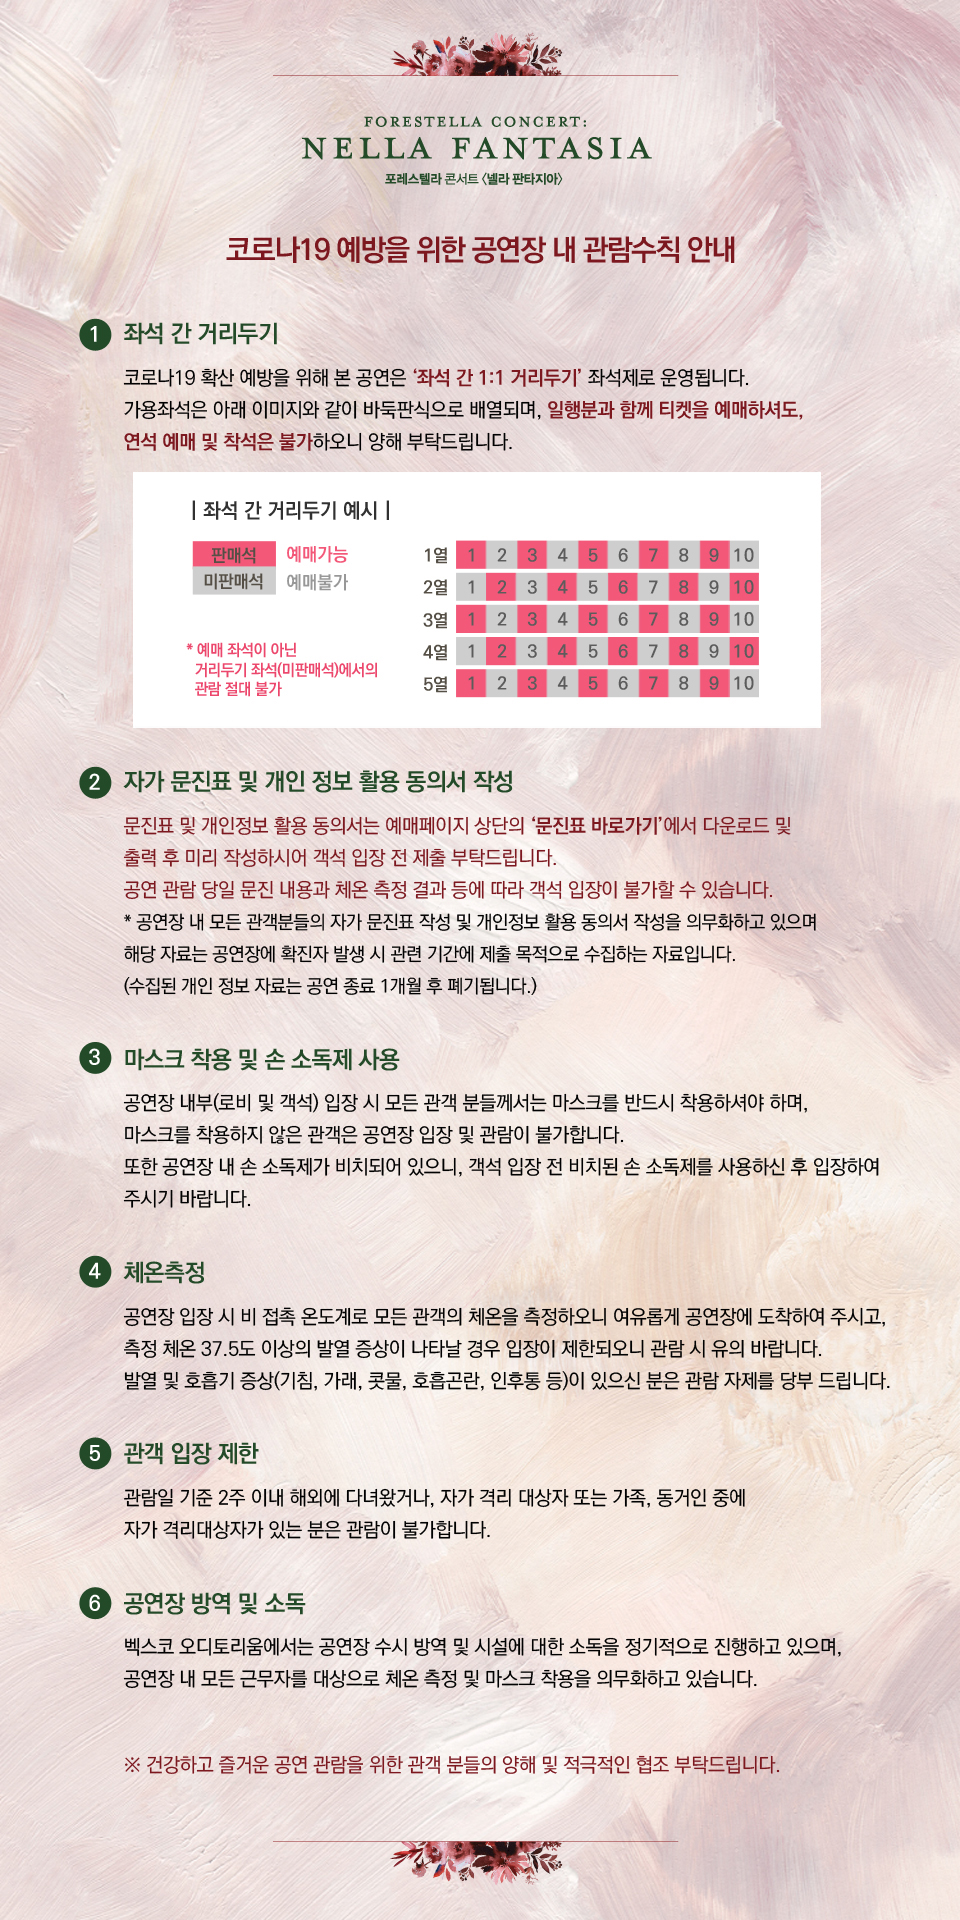 FORESTELLA CONCERT:
NELLA FANTASIA
포레스텔라 콘서트 〈넬라 판타지아〉
코로나19 예방을 위한 공연장 내 관람수칙 안내
1 좌석 간 거리두기
코로나19 확산 예방을 위해 본 공연은 ‘좌석 간 1:1 거리두기’ 좌석제로 운영됩니다.
가용좌석은 아래 이미지와 같이 바둑판식으로 배열되며, 일행분과 함께 티켓을 예매하셔도,
연석 예매 및 착석은 불가하오니 양해 부탁드립니다.
| 좌석 간 거리두기 예시 |
판매석 예매가능
미판매석 예매불가
* 예매 좌석이 아닌
거리두기 좌석(미판매석)에서의
관람 절대 불가
1열 1 2 3 4 5 6 7 8 9 10
2열 1 2 3 4 5 6 7 8 9 10
3열 1 2 3 4 5 6 7 8 9 10
4열 1 2 3 4 5 6 7 8 9 10
5열 1 2 3 4 5 6 7 8 9 10
2 자가 문진표 및 개인 정보 활용 동의서 작성
문진표 및 개인정보 활용 동의서는 예매페이지 상단의 ‘문진표 바로가기’에서 다운로드 및
출력 후 미리 작성하시어 객석 입장 전 제출 부탁드립니다.
공연 관람 당일 문진 내용과 체온 측정 결과 등에 따라 객석 입장이 불가할 수 있습니다.
* 공연장 내 모든 관객분들의 자가 문진표 작성 및 개인정보 활용 동의서 작성을 의무화하고 있으며
해당 자료는 공연장에 확진자 발생 시 관련 기간에 제출 목적으로 수집하는 자료입니다.
(수집된 개인 정보 자료는 공연 종료 1개월 후 폐기됩니다.)
3 마스크 착용 및 손 소독제 사용
공연장 내부(로비 및 객석) 입장 시 모든 관객 분들께서는 마스크를 반드시 착용하셔야 하며,
마스크를 착용하지 않은 관객은 공연장 입장 및 관람이 불가합니다.
또한 공연장 내 손 소독제가 비치되어 있으니, 객석 입장 전 비치된 손 소독제를 사용하신 후 입장하여
주시기 바랍니다.
4 체온측정
공연장 입장 시 비 접촉 온도계로 모든 관객의 체온을 측정하오니 여유롭게 공연장에 도착하여 주시고,
측정 체온 37.5도 이상의 발열 증상이 나타날 경우 입장이 제한되오니 관람 시 유의 바랍니다.
발열 및 호흡기 증상(기침, 가래, 콧물, 호흡곤란, 인후통 등)이 있으신 분은 관람 자제를 당부 드립니다.
5 관객 입장 제한
관람일 기준 2주 이내 해외에 다녀왔거나, 자가 격리 대상자 또는 가족, 동거인 중에
자가 격리대상자가 있는 분은 관람이 불가합니다.
6 공연장 방역 및 소독
벡스코 오디토리움에서는 공연장 수시 방역 및 시설에 대한 소독을 정기적으로 진행하고 있으며,
공연장 내 모든 근무자를 대상으로 체온 측정 및 마스크 착용을 의무화하고 있습니다.
※ 건강하고 즐거운 공연 관람을 위한 관객 분들의 양해 및 적극적인 협조 부탁드립니다.